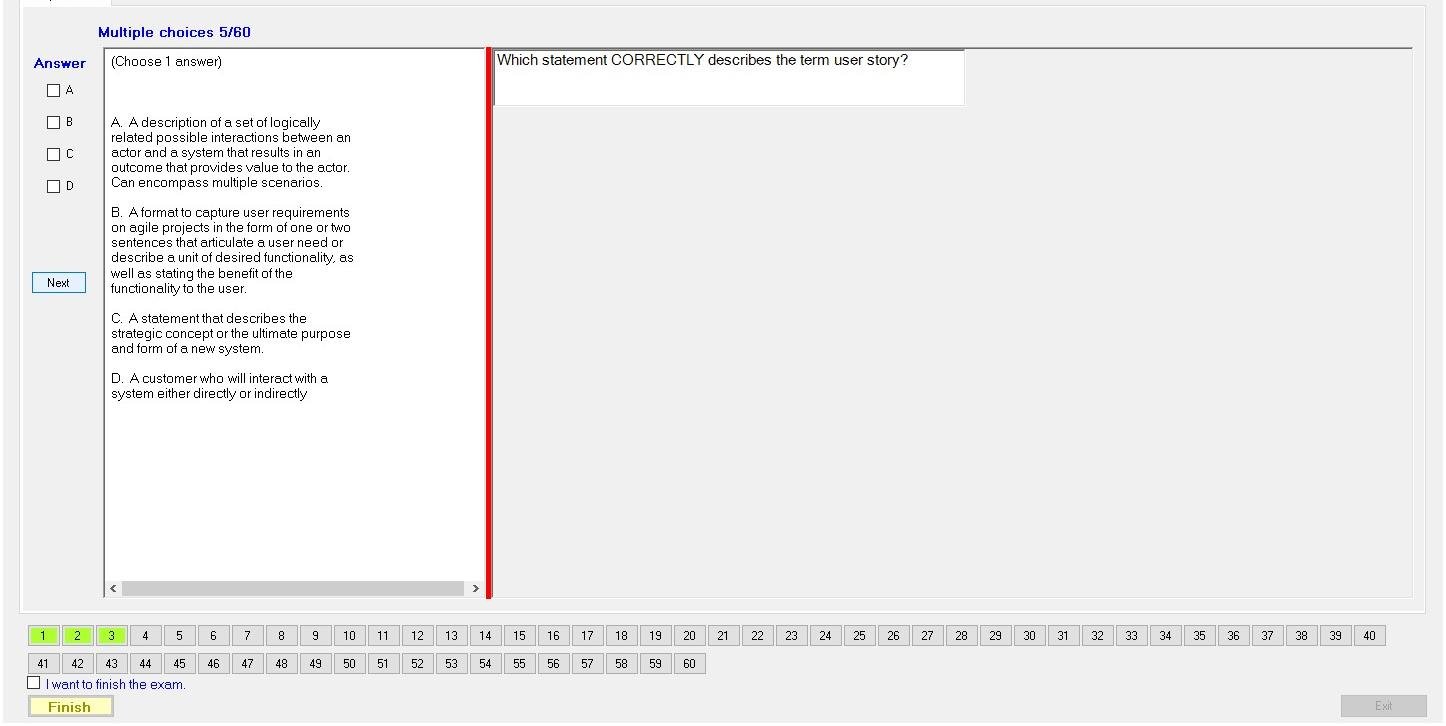 Multiple choices 5/60
Answer
A
B
C
D
Next
(Choose 1 answer)
A. A description of a set of logically
related possible interactions between an
actor and a system that results in an
outcome that provides value to the actor.
Can encompass multiple scenarios.
B. A format to capture user requirements
on agile projects in the form of one or two
sentences that articulate a user need or
describe a unit of desired functionality, as
well as stating the benefit of the
functionality to the user.
C. A statement that describes the
strategic concept or the ultimate purpose
and form of a new system.
D. A customer who will interact with a
system either directly or indirectly
Which statement CORRECTLY describes the term user story?
1 2 3 4 5 6 7 8 9 10 11 12 13 14 15 16 17 18 19 20 21 22 23 24 25 26 27 28 29 30 31 32 33 34 35 36 37 38 39 40
41 42 43 44 45 46 47 48 49 50 51 52 53 54 55 56 57 58 59 60
I want to finish the exam.
Finish
Exit